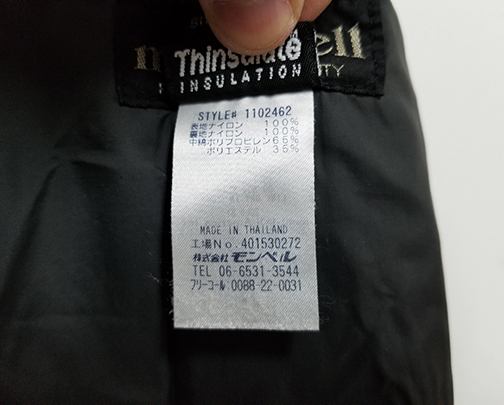 Thinsulate
INSULATION
STYLE# 1102462
表地ナイロン 100%
裏地ナイロン 100%
中綿ポリプロピレン65%
ポリエステル 35%
MADE IN THAILAND
工場No.401530272
株式会社モンベル
TEL 06-6531-3544
フリーコール 0088-22-0031